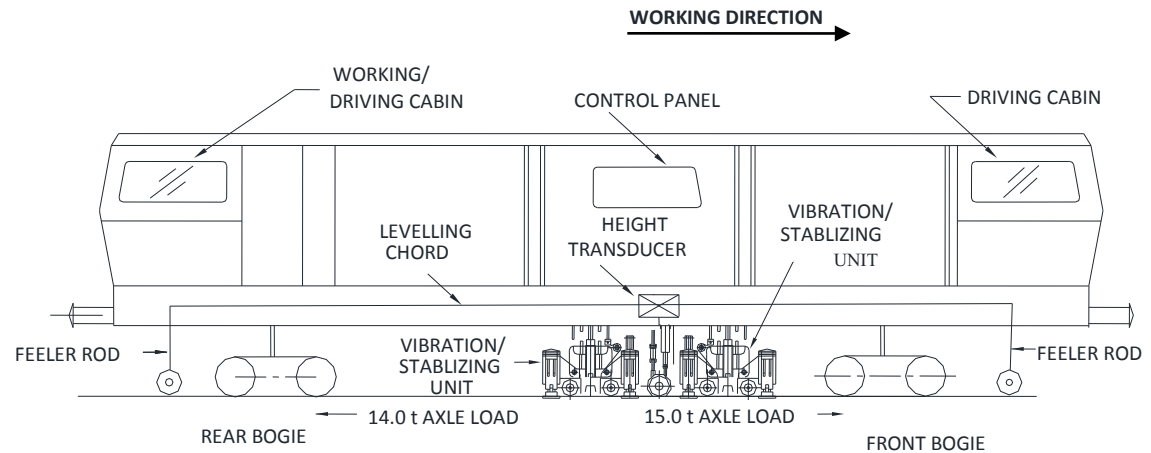 WORKING DIRECTION
WORKING/
DRIVING CABIN
CONTROL PANEL
DRIVING CABIN
LEVELLING
CHORD
HEIGHT
TRANSDUCER
VIBRATION/
STABLIZING
UNIT
FEELER ROD
VIBRATION/
STABLIZING
UNIT
FEELER ROD
14.0 t AXLE LOAD
15.0 t AXLE LOAD
REAR BOGIE
FRONT BOGIE